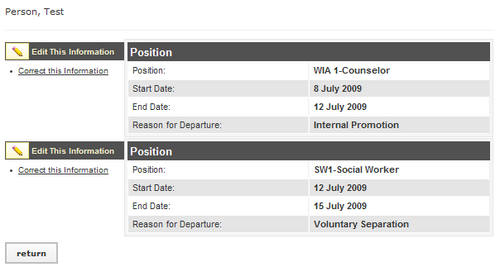 Person, Test
Edit This Information
Position
Correct this Information
Position: WIA 1-Counselor
Start Date: 8 July 2009
End Date: 12 July 2009
Reason for Departure: Internal Promotion
Edit This Information
Position
Correct this Information
Position: SW1-Social Worker
Start Date: 12 July 2009
End Date: 15 July 2009
Reason for Departure: Voluntary Separation
return